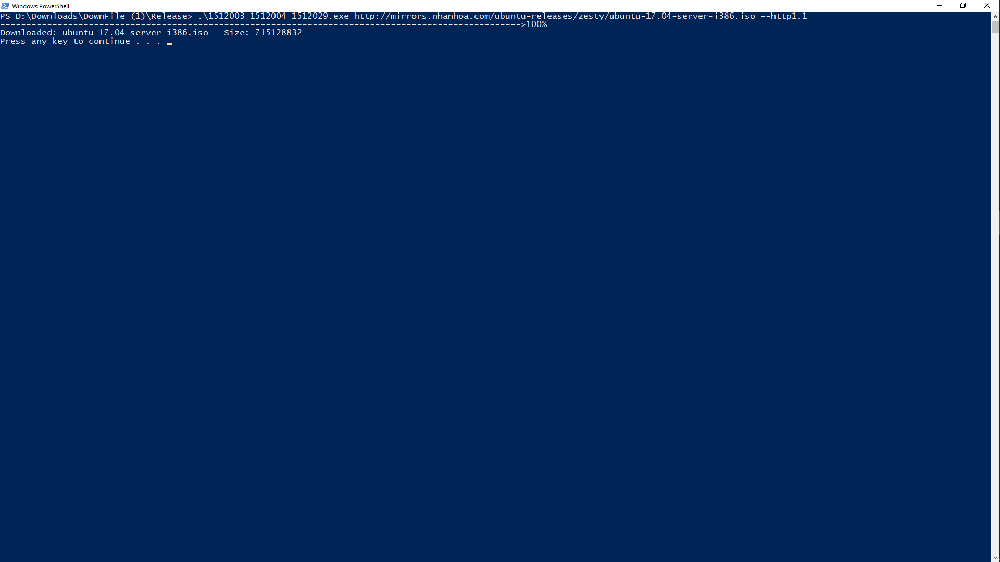 Windows PowerShell
PS D:\Downloads\DownFile (1)\Release> .\1512003_1512004_1512029.exe http://mirrors.nhanhoa.com/ubuntu-releases/zesty/ubuntu-17.04-server-i386.iso --http1.1
---------------------------------------------------------------------------------------------------->100%
Downloaded: ubuntu-17.04-server-i386.iso - Size: 715128832
Press any key to continue . . .